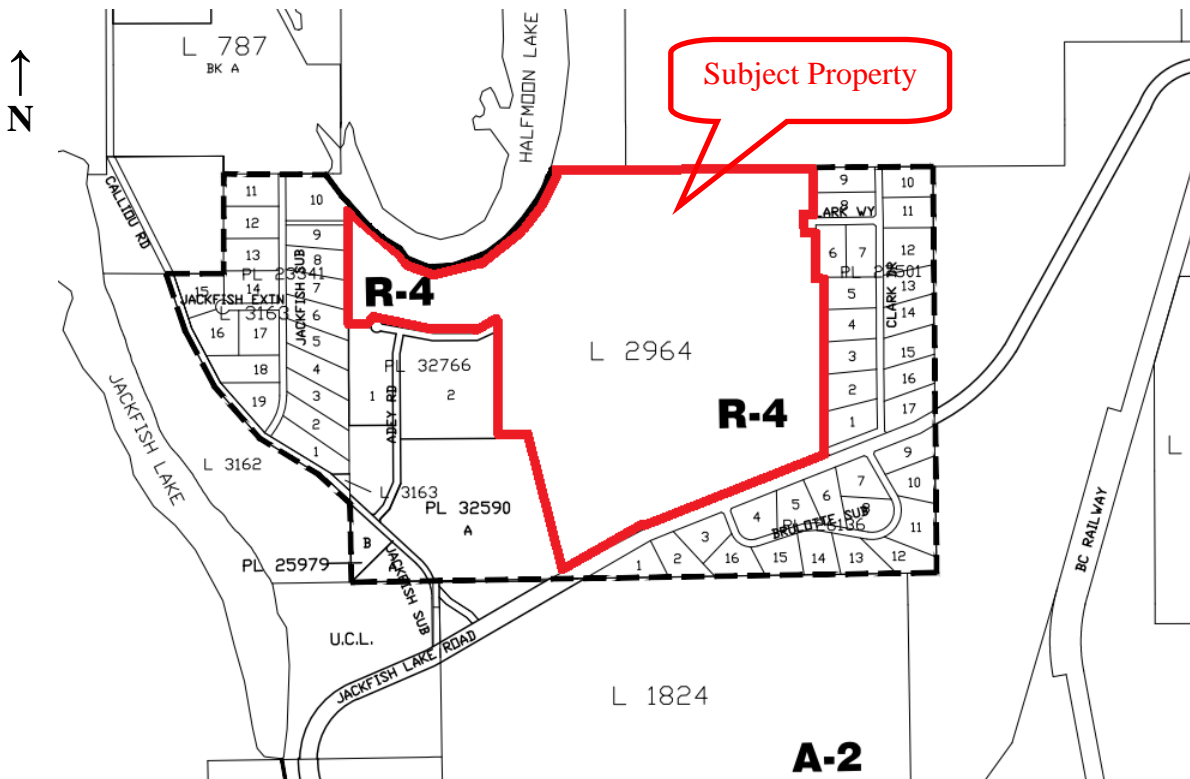 ↑
N
L 787
BK A
HALFMOON LAKE
Subject Property
CALLIOU RD
11
12
13
14
15
16
17
18
19
JACKFISH EXTN
PL 23341
L 3163
JACKFISH SUB
10
9
8
7
6
5
4
3
2
1
R-4
L 2964
R-4
PL 32766
1
2
ADEY RD
9
8
LARK WY
6
7
5
4
3
2
1
CLARK DR
10
11
12
13
14
15
16
17
JACKFISH LAKE
L 3162
L 3163
PL 32590
A
B
PL 25979
JACKFISH SUB
U.C.L.
JACKFISH LAKE ROAD
1
2
3
4
5
6
7
8
9
10
11
12
13
14
15
16
BRULOTTE SUB
BC RAILWAY
L
L 1824
A-2